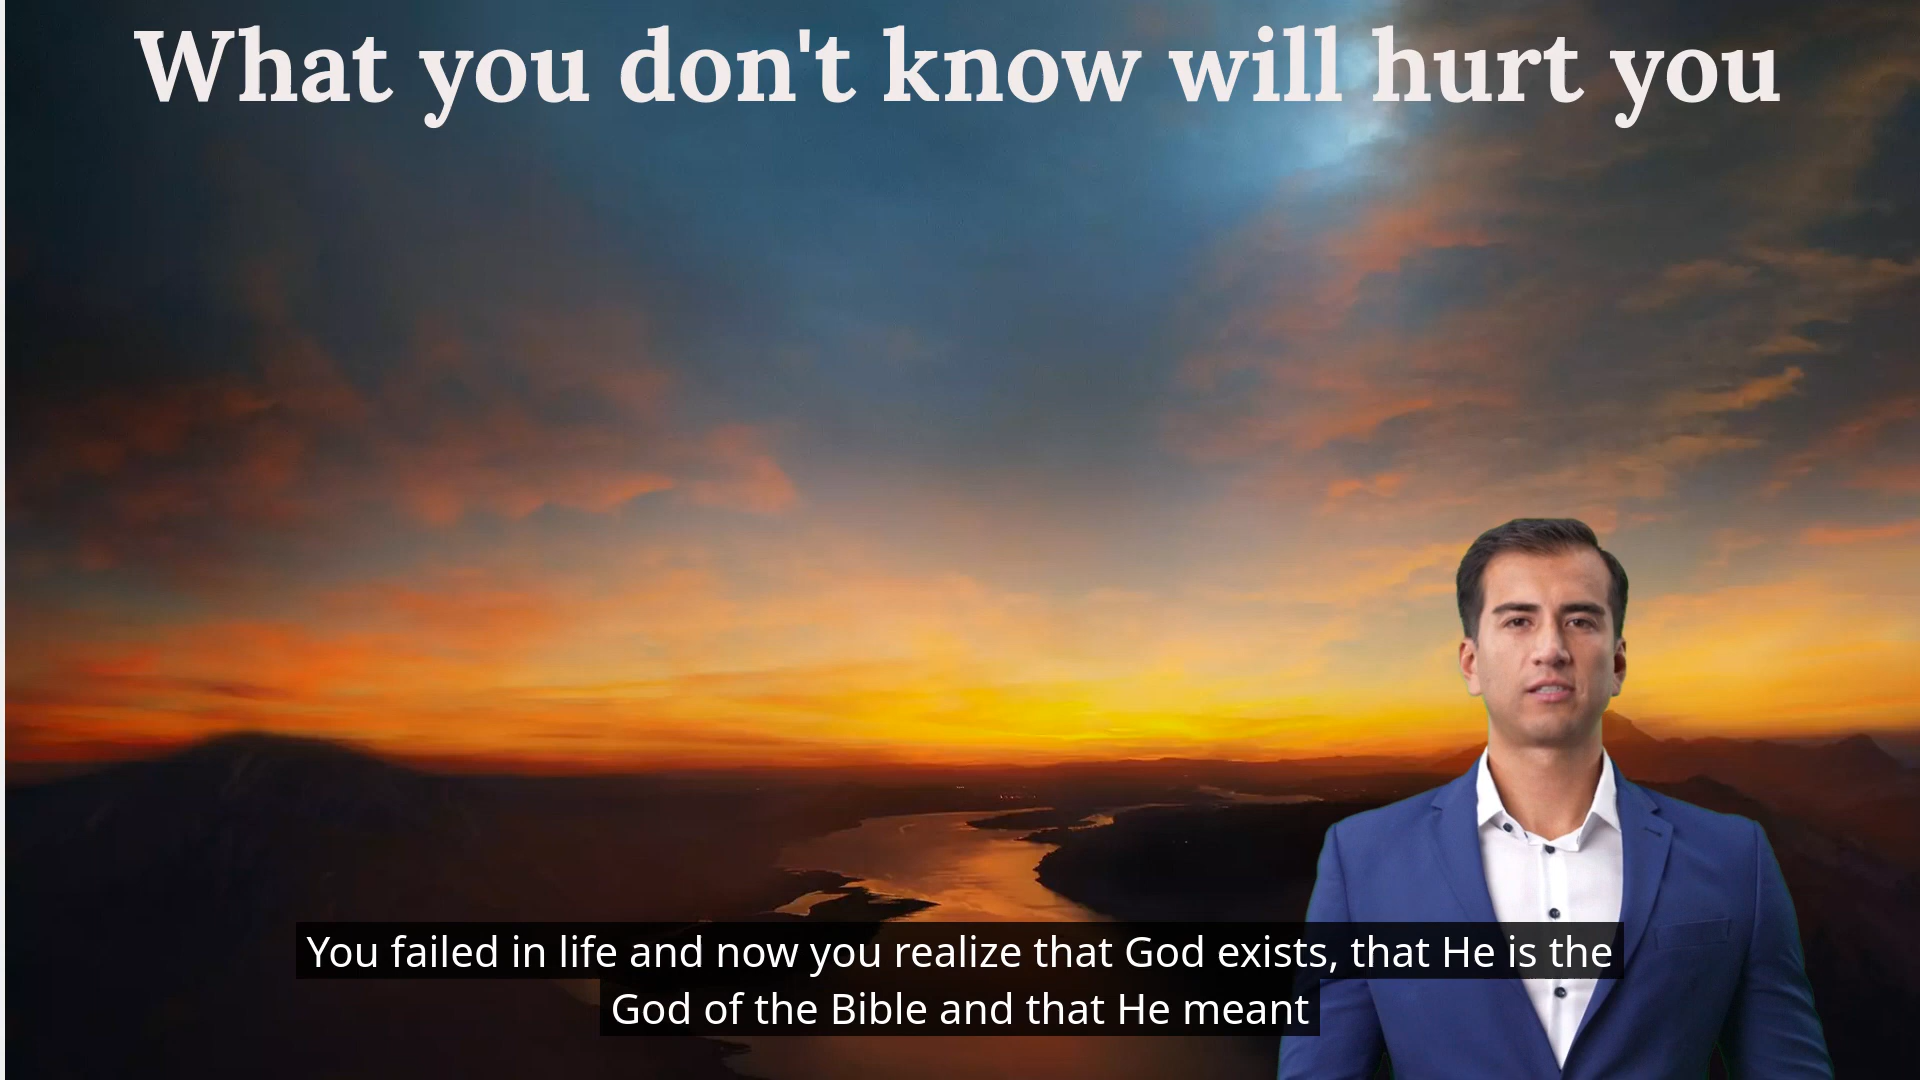 What you don't know will hurt you
You failed in life and now you realize that God exists, that He is the
God of the Bible and that He meant